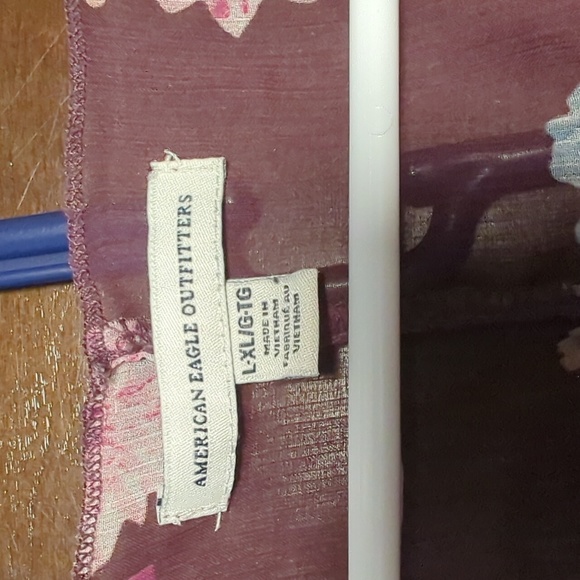 AMERICAN EAGLE OUTFITTERS
L-XL/G-TG
MADE IN
VIETNAM
FABRIQUÉ AU
VIETNAM